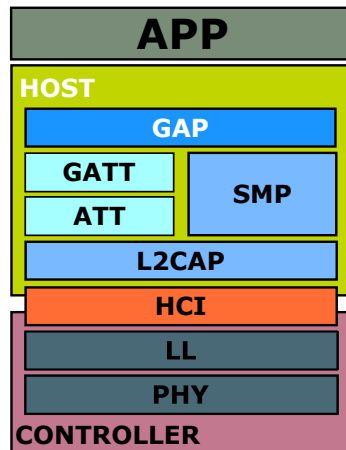 APP
HOST
GAP
GATT
SMP
ATT
L2CAP
HCI
LL
PHY
CONTROLLER